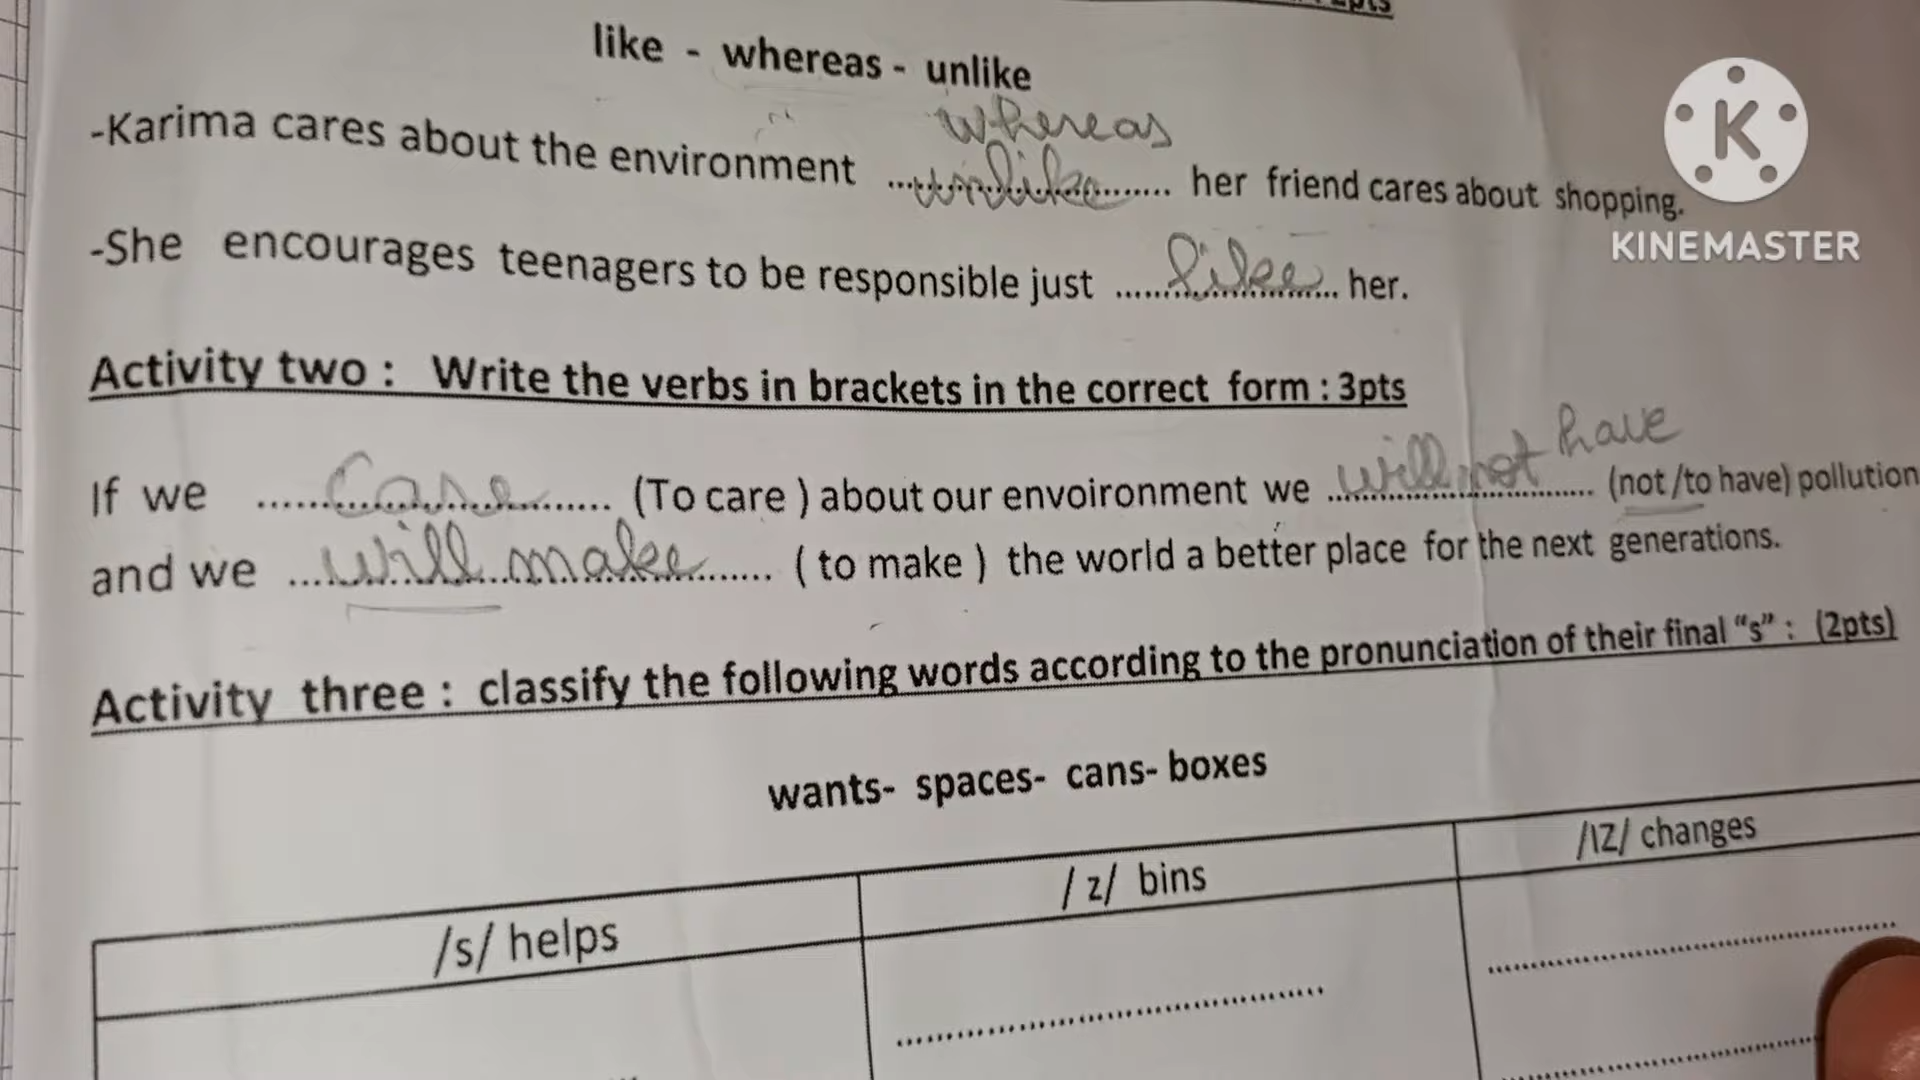 2pts
like - whereas - unlike
whereas
-Karima cares about the environment ...unlike........ her friend cares about shopping.
-She encourages teenagers to be responsible just ......like....... her.
Activity two : Write the verbs in brackets in the correct form : 3pts
have
If we ......Care...... (To care ) about our envoironment we ...will not....... (not /to have) pollution
and we ....will make........ ( to make ) the world a better place for the next generations.
Activity three : classify the following words according to the pronunciation of their final “s” : (2pts)
wants- spaces- cans- boxes
/s/ helps
/ z/ bins
/IZ/ changes
K
KINEMASTER